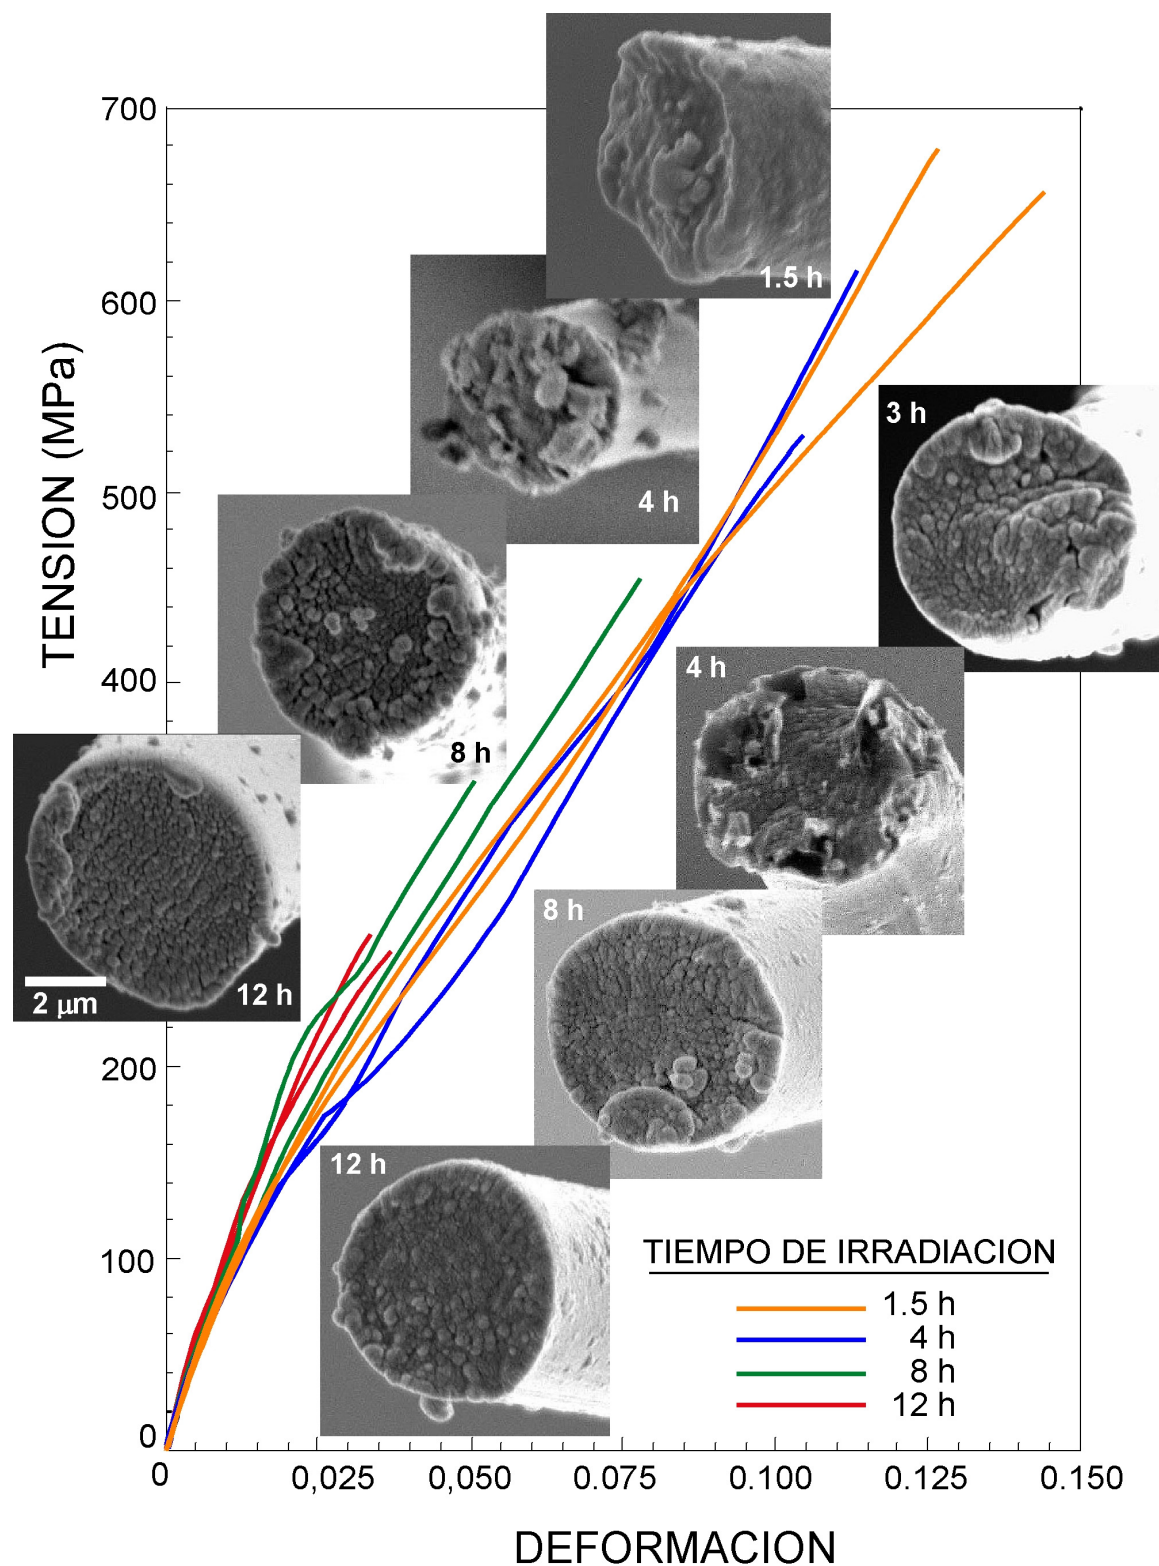 1.5 h
700
600
500
400
200
100
0
TENSION (MPa)
4 h
3 h
8 h
4 h
12 h
2 µm
8 h
12 h
TIEMPO DE IRRADIACION
1.5 h
4 h
8 h
12 h
0
0,025
0,050
0.075
0.100
0.125
0.150
DEFORMACION